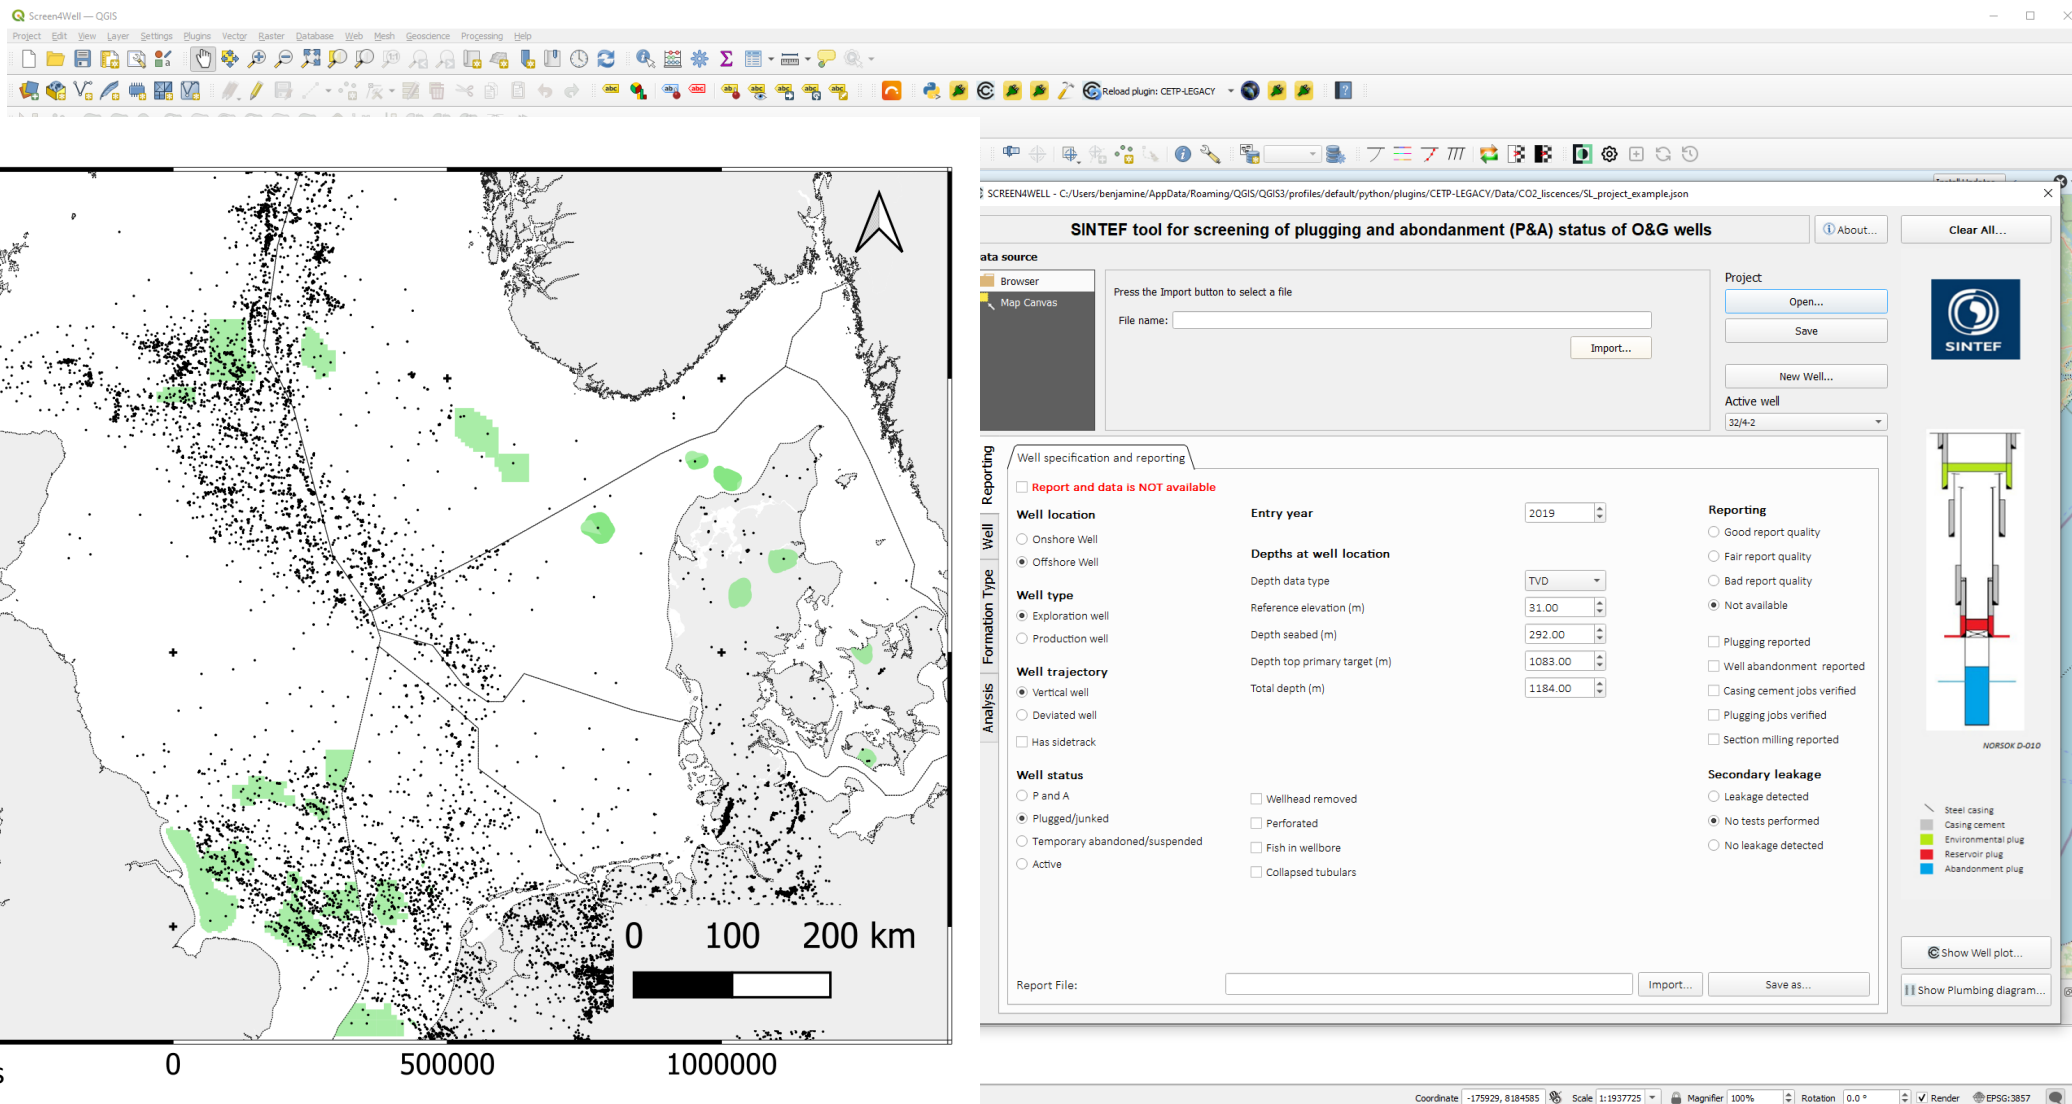 Screen4Well — QGIS
Project Edit View Layer Settings Plugins Vector Raster Database Web Mesh Geoscience Processing Help
abc abc abc abc abc abc abc abc
Reload plugin: CETP-LEGACY
SCREEN4WELL - C:/Users/benjamine/AppData/Roaming/QGIS/QGIS3/profiles/default/python/plugins/CETP-LEGACY/Data/CO2_liscences/SL_project_example.json
SINTEF tool for screening of plugging and abondanment (P&A) status of O&G wells
About...
Clear All...
ata source
Browser
Map Canvas
Press the Import button to select a file
File name:
Import...
Project
Open...
Save
New Well...
Active well
32/4-2
SINTEF
Reporting
Well
Formation Type
Analysis
Well specification and reporting
Report and data is NOT available
Well location
Onshore Well
Offshore Well
Well type
Exploration well
Production well
Well trajectory
Vertical well
Deviated well
Has sidetrack
Well status
P and A
Plugged/junked
Temporary abandoned/suspended
Active
Entry year 2019
Depths at well location
Depth data type TVD
Reference elevation (m) 31.00
Depth seabed (m) 292.00
Depth top primary target (m) 1083.00
Total depth (m) 1184.00
Wellhead removed
Perforated
Fish in wellbore
Collapsed tubulars
Reporting
Good report quality
Fair report quality
Bad report quality
Not available
Plugging reported
Well abandonment reported
Casing cement jobs verified
Plugging jobs verified
Section milling reported
Secondary leakage
Leakage detected
No tests performed
No leakage detected
NORSOK D-010
Steel casing
Casing cement
Environmental plug
Reservoir plug
Abandonment plug
Show Well plot...
Show Plumbing diagram...
Report File:
Import...
Save as...
0 100 200 km
0 500000 1000000
s
Coordinate -175929, 8184585 Scale 1:1937725 Magnifier 100% Rotation 0.0 ° Render EPSG:3857